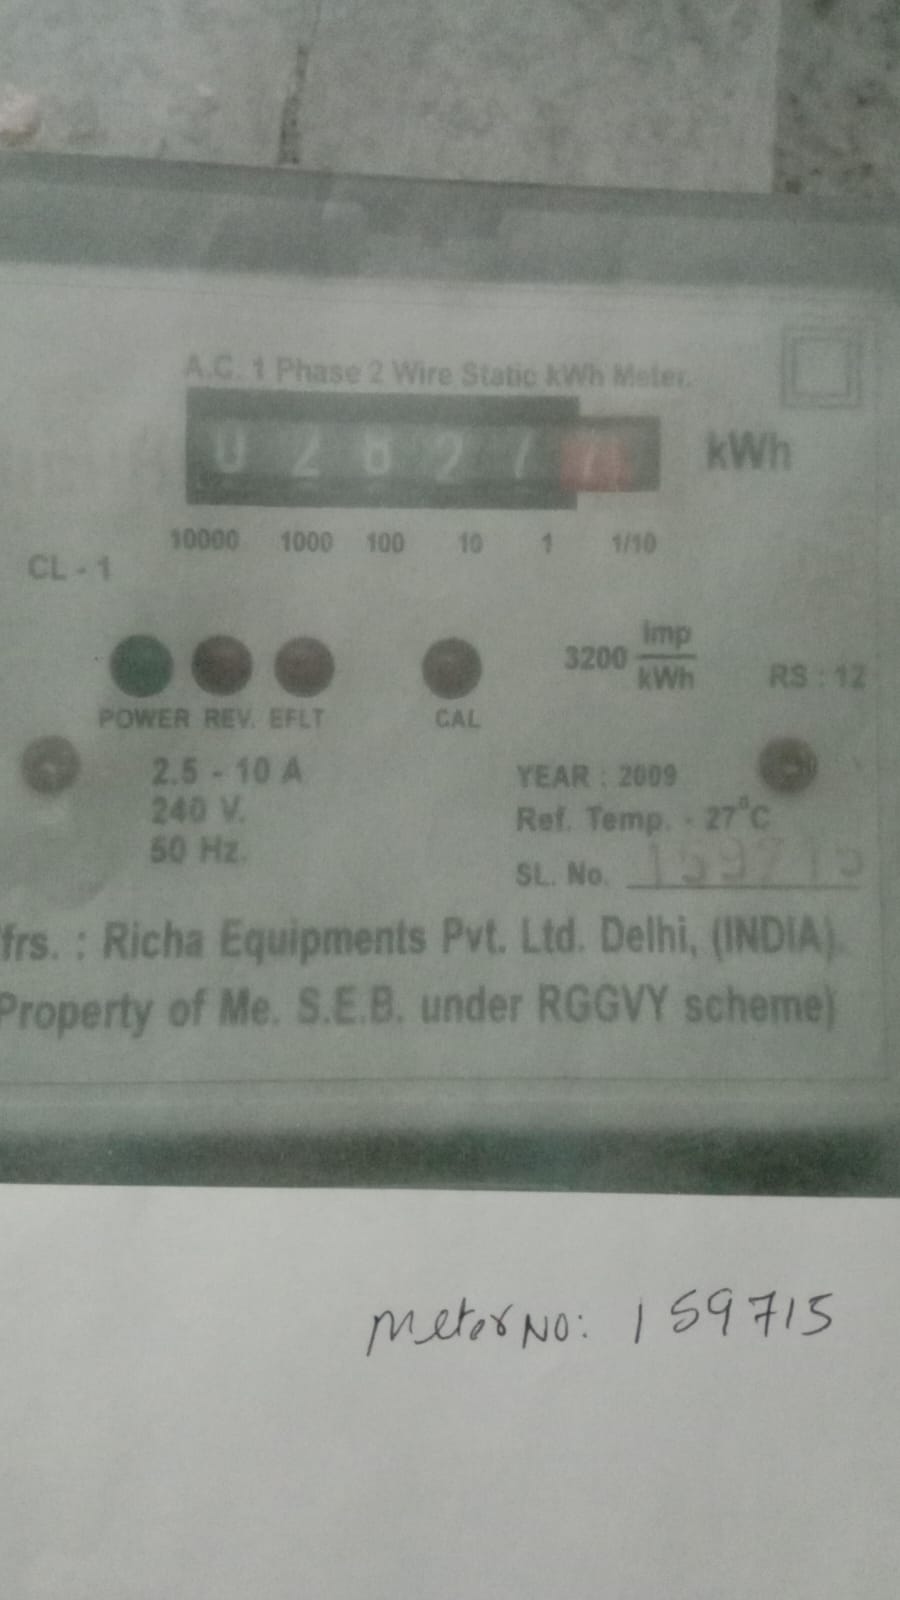 A.C. 1 Phase 2 Wire Static kWh Meter.
0 2 8 2 7 7 kWh
10000 1000 100 10 1 1/10
CL - 1
3200 imp/kWh
RS : 12
POWER REV. EFLT CAL
2.5 - 10 A
240 V.
50 Hz.
YEAR : 2009
Ref. Temp. - 27°C
SL. No. 159715
frs. : Richa Equipments Pvt. Ltd. Delhi, (INDIA)
Property of Me. S.E.B. under RGGVY scheme)
Meter No: 159715